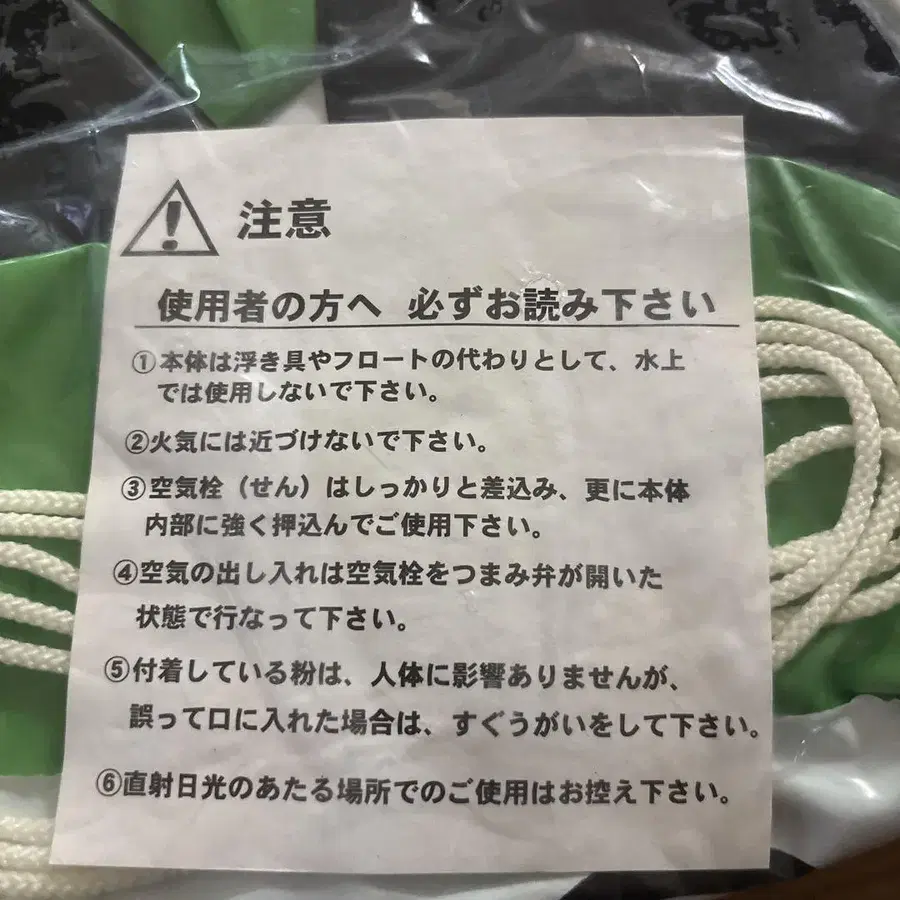 注意
使用者の方へ 必ずお読み下さい
①本体は浮き具やフロートの代わりとして、水上
では使用しないで下さい。
②火気には近づけないで下さい。
③空気栓（せん）はしっかりと差込み、更に本体
内部に強く押込んでご使用下さい。
④空気の出し入れは空気栓をつまみ弁が開いた
状態で行なって下さい。
⑤付着している粉は、人体に影響ありませんが、
誤って口に入れた場合は、すぐうがいをして下さい。
⑥直射日光のあたる場所でのご使用はお控え下さい。